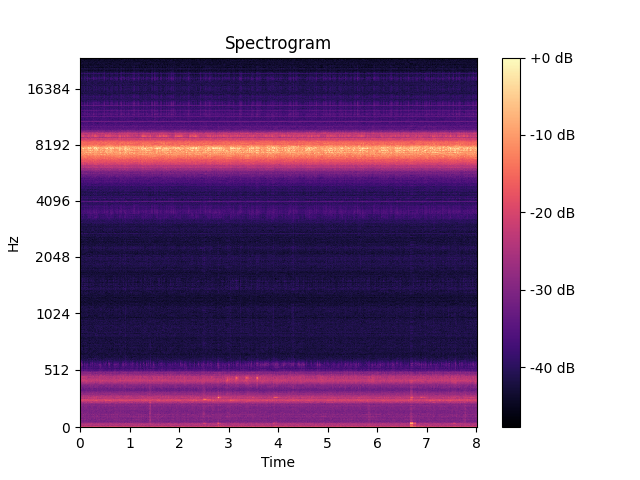 Spectrogram
Hz
16384
8192
4096
2048
1024
512
0
0 1 2 3 4 5 6 7 8
Time
+0 dB
-10 dB
-20 dB
-30 dB
-40 dB